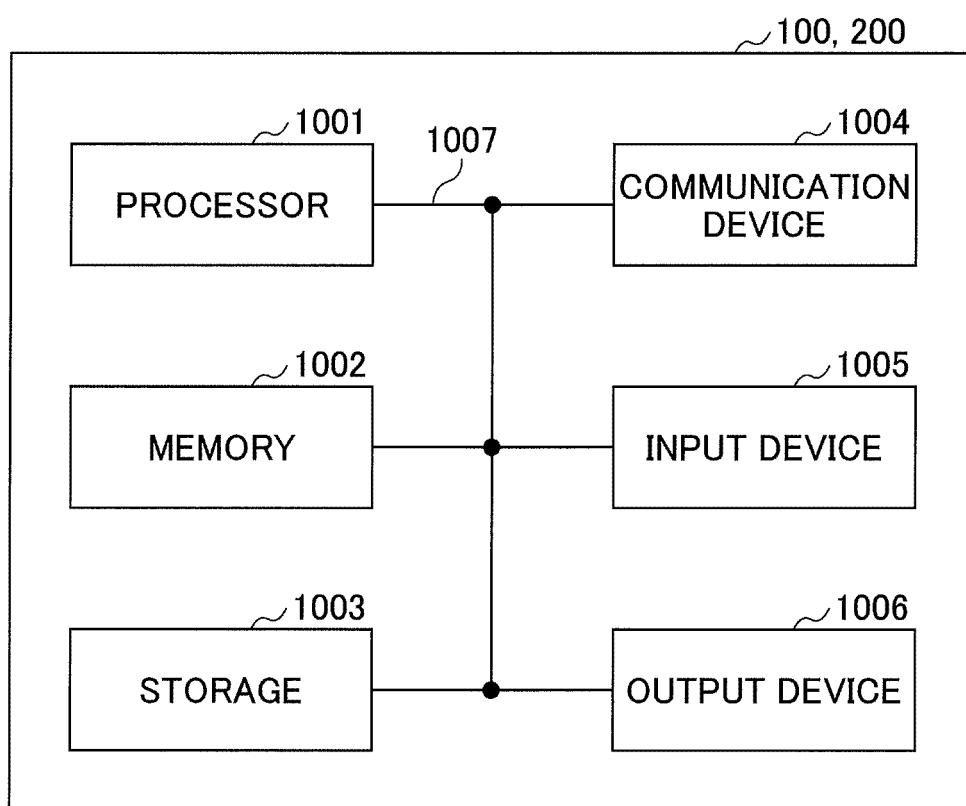 100, 200
1001
PROCESSOR
1007
1004
COMMUNICATION
DEVICE
1002
MEMORY
1005
INPUT DEVICE
1003
STORAGE
1006
OUTPUT DEVICE